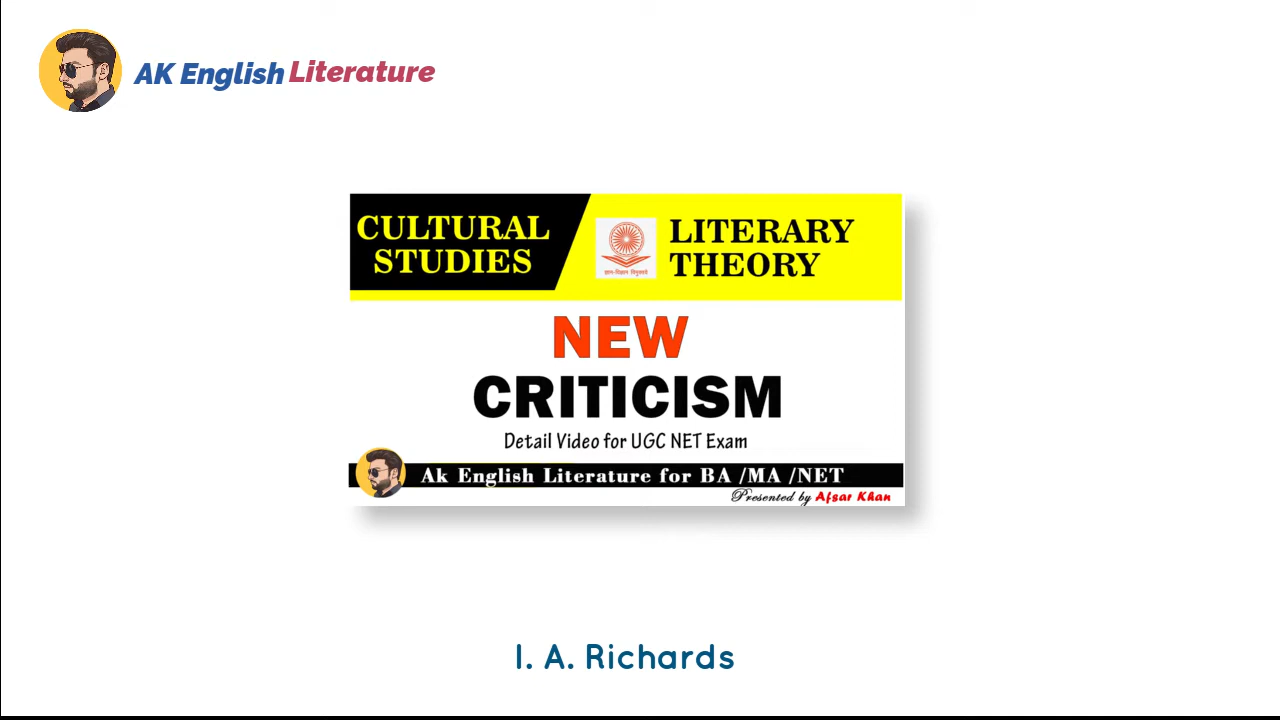 AK English Literature
CULTURAL
STUDIES
LITERARY
THEORY
ज्ञान-विज्ञान विमुक्तये
NEW
CRITICISM
Detail Video for UGC NET Exam
Ak English Literature for BA /MA /NET
Presented by Afsar Khan
I. A. Richards